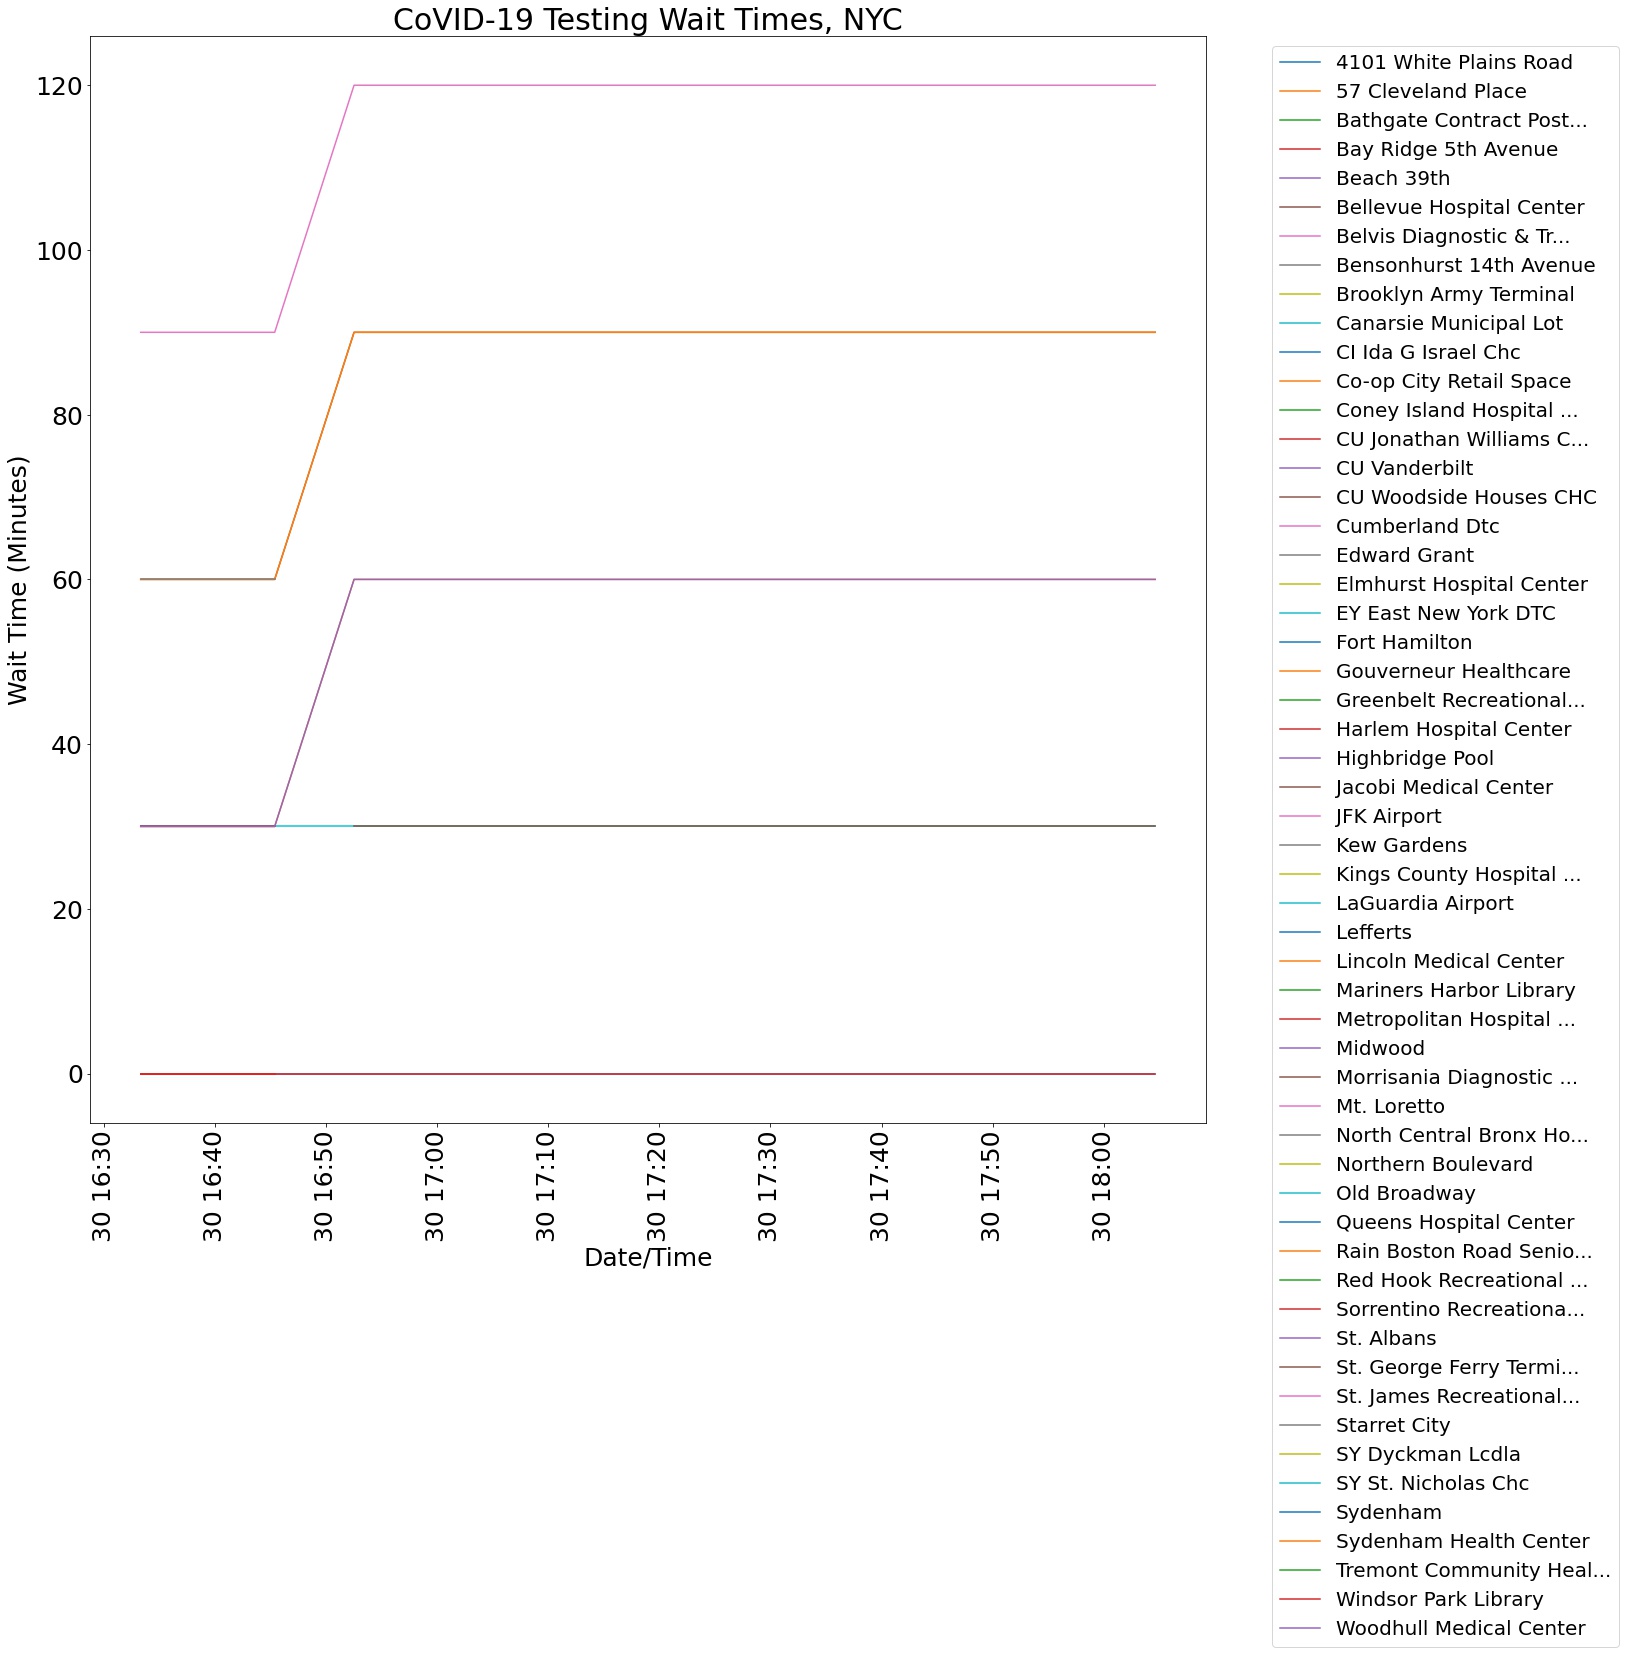 CoVID-19 Testing Wait Times, NYC
120
100
80
60
40
20
0
Wait Time (Minutes)
30 16:30
30 16:40
30 16:50
30 17:00
30 17:10
30 17:20
30 17:30
30 17:40
30 17:50
30 18:00
Date/Time
4101 White Plains Road
57 Cleveland Place
Bathgate Contract Post...
Bay Ridge 5th Avenue
Beach 39th
Bellevue Hospital Center
Belvis Diagnostic & Tr...
Bensonhurst 14th Avenue
Brooklyn Army Terminal
Canarsie Municipal Lot
CI Ida G Israel Chc
Co-op City Retail Space
Coney Island Hospital ...
CU Jonathan Williams C...
CU Vanderbilt
CU Woodside Houses CHC
Cumberland Dtc
Edward Grant
Elmhurst Hospital Center
EY East New York DTC
Fort Hamilton
Gouverneur Healthcare
Greenbelt Recreational...
Harlem Hospital Center
Highbridge Pool
Jacobi Medical Center
JFK Airport
Kew Gardens
Kings County Hospital ...
LaGuardia Airport
Lefferts
Lincoln Medical Center
Mariners Harbor Library
Metropolitan Hospital ...
Midwood
Morrisania Diagnostic ...
Mt. Loretto
North Central Bronx Ho...
Northern Boulevard
Old Broadway
Queens Hospital Center
Rain Boston Road Senio...
Red Hook Recreational ...
Sorrentino Recreationa...
St. Albans
St. George Ferry Termi...
St. James Recreational...
Starret City
SY Dyckman Lcdla
SY St. Nicholas Chc
Sydenham
Sydenham Health Center
Tremont Community Heal...
Windsor Park Library
Woodhull Medical Center